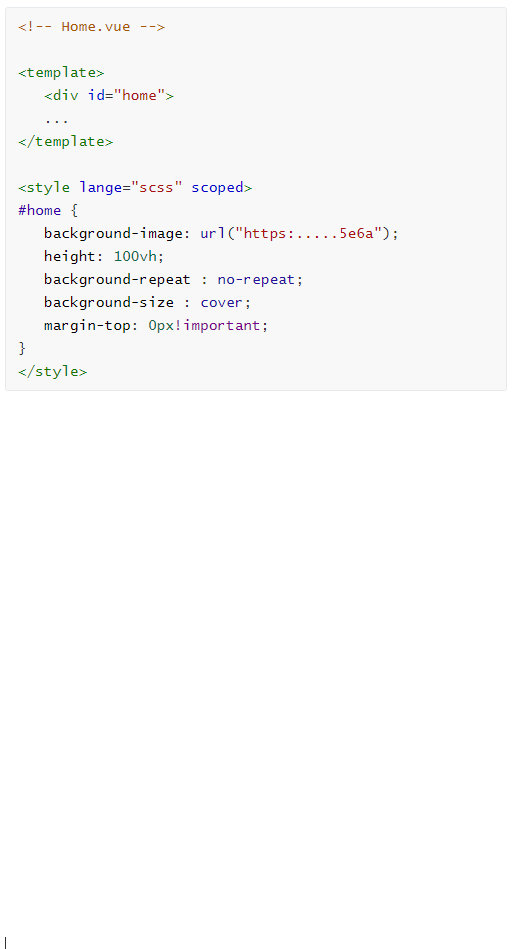 <!-- Home.vue -->
<template>
<div id="home">
...
</template>
<style lange="scss" scoped>
#home {
background-image: url("https:.....5e6a");
height: 100vh;
background-repeat : no-repeat;
background-size : cover;
margin-top: 0px!important;
}
</style>